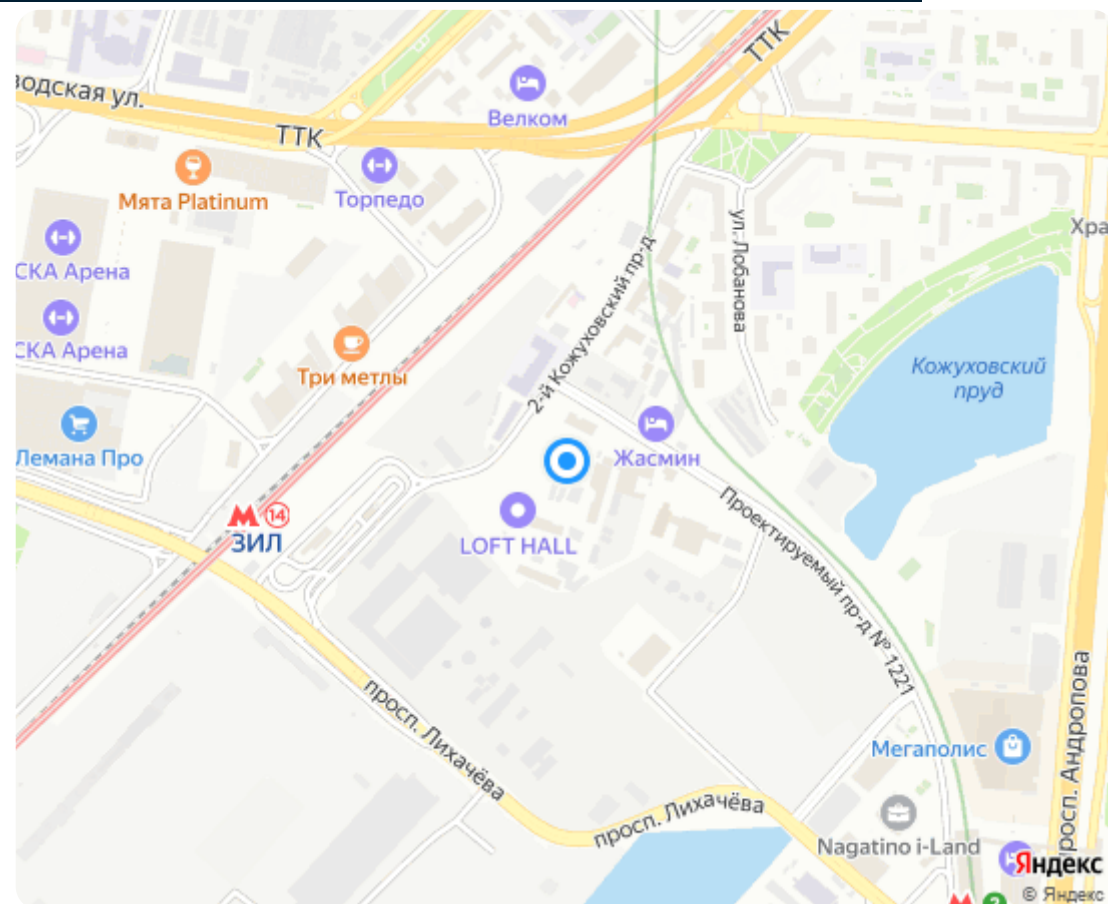 водская ул.
ТТК
ТТК
Велком
Мята Platinum
Торпедо
СКА Арена
СКА Арена
ул. Лобанова
Хра
2-й Кожуховский пр-д
Три метлы
Кожуховский
пруд
Лемана Про
Жасмин
14
ЗИЛ
LOFT HALL
Проектируемый пр-д № 1221
просп. Лихачёва
просп. Лихачёва
Мегаполис
просп. Андропова
Nagatino i-Land
Яндекс
© Яндекс
2